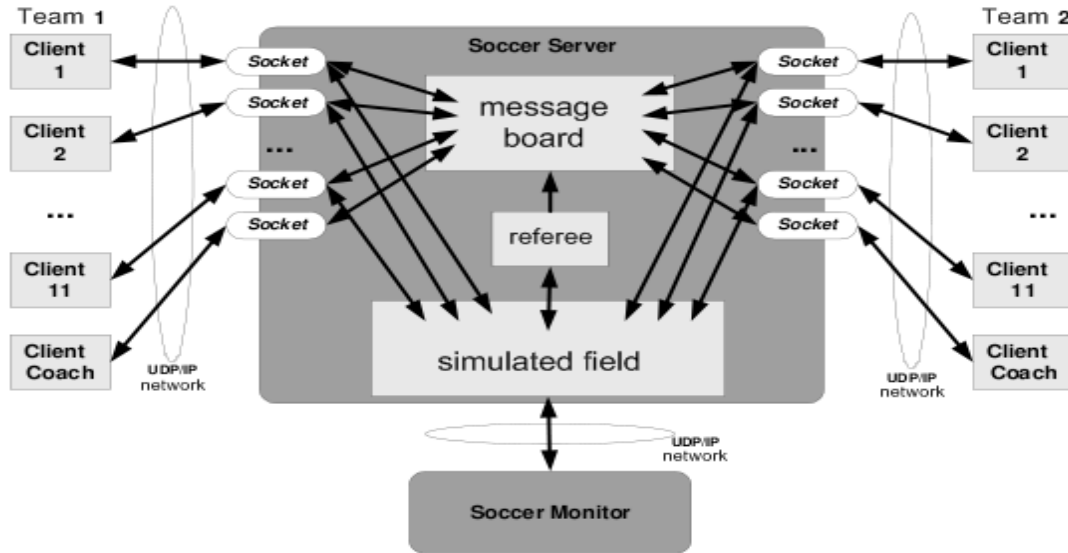 Team 1
Team 2
Soccer Server
Client
1
Socket
Socket
Client
1
Client
2
Socket
message
board
Socket
Client
2
...
...
...
...
Socket
Socket
Socket
referee
Socket
Client
11
Client
11
Client
Coach
simulated field
Client
Coach
UDP/IP
network
UDP/IP
network
UDP/IP
network
Soccer Monitor